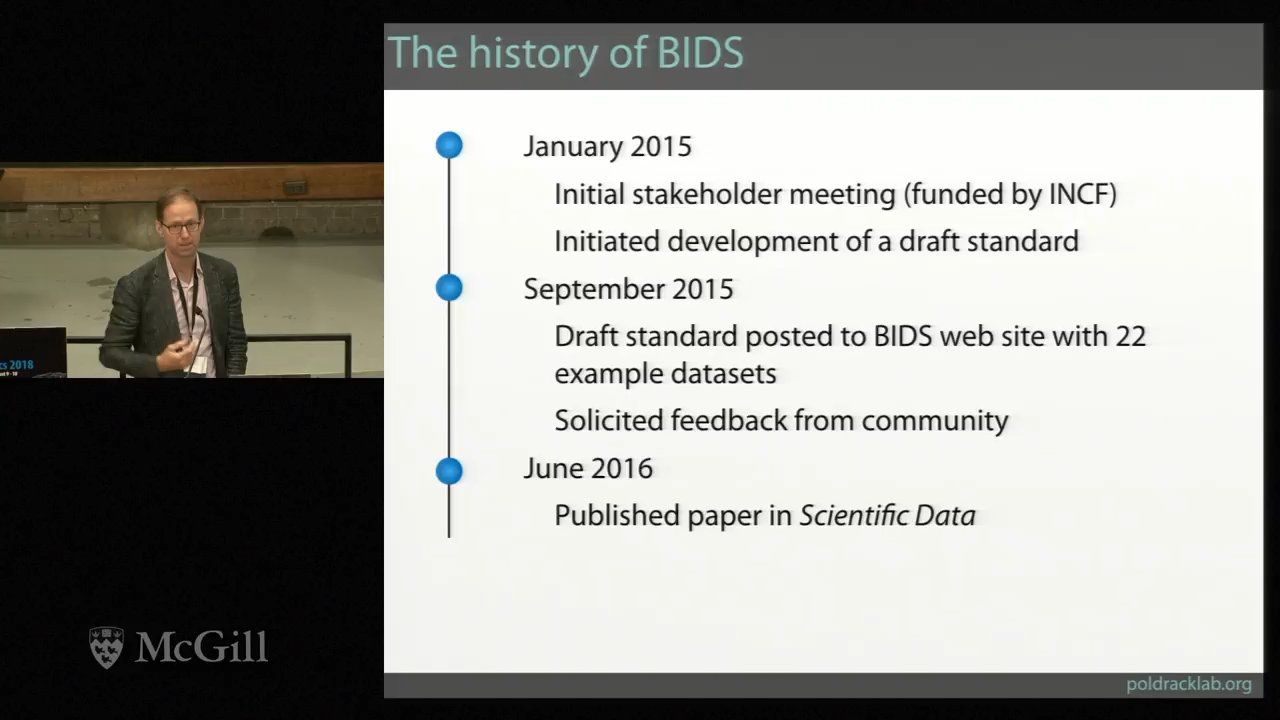 The history of BIDS
January 2015
Initial stakeholder meeting (funded by INCF)
Initiated development of a draft standard
September 2015
Draft standard posted to BIDS web site with 22
example datasets
Solicited feedback from community
June 2016
Published paper in Scientific Data
cs 2018
McGill
poldracklab.org